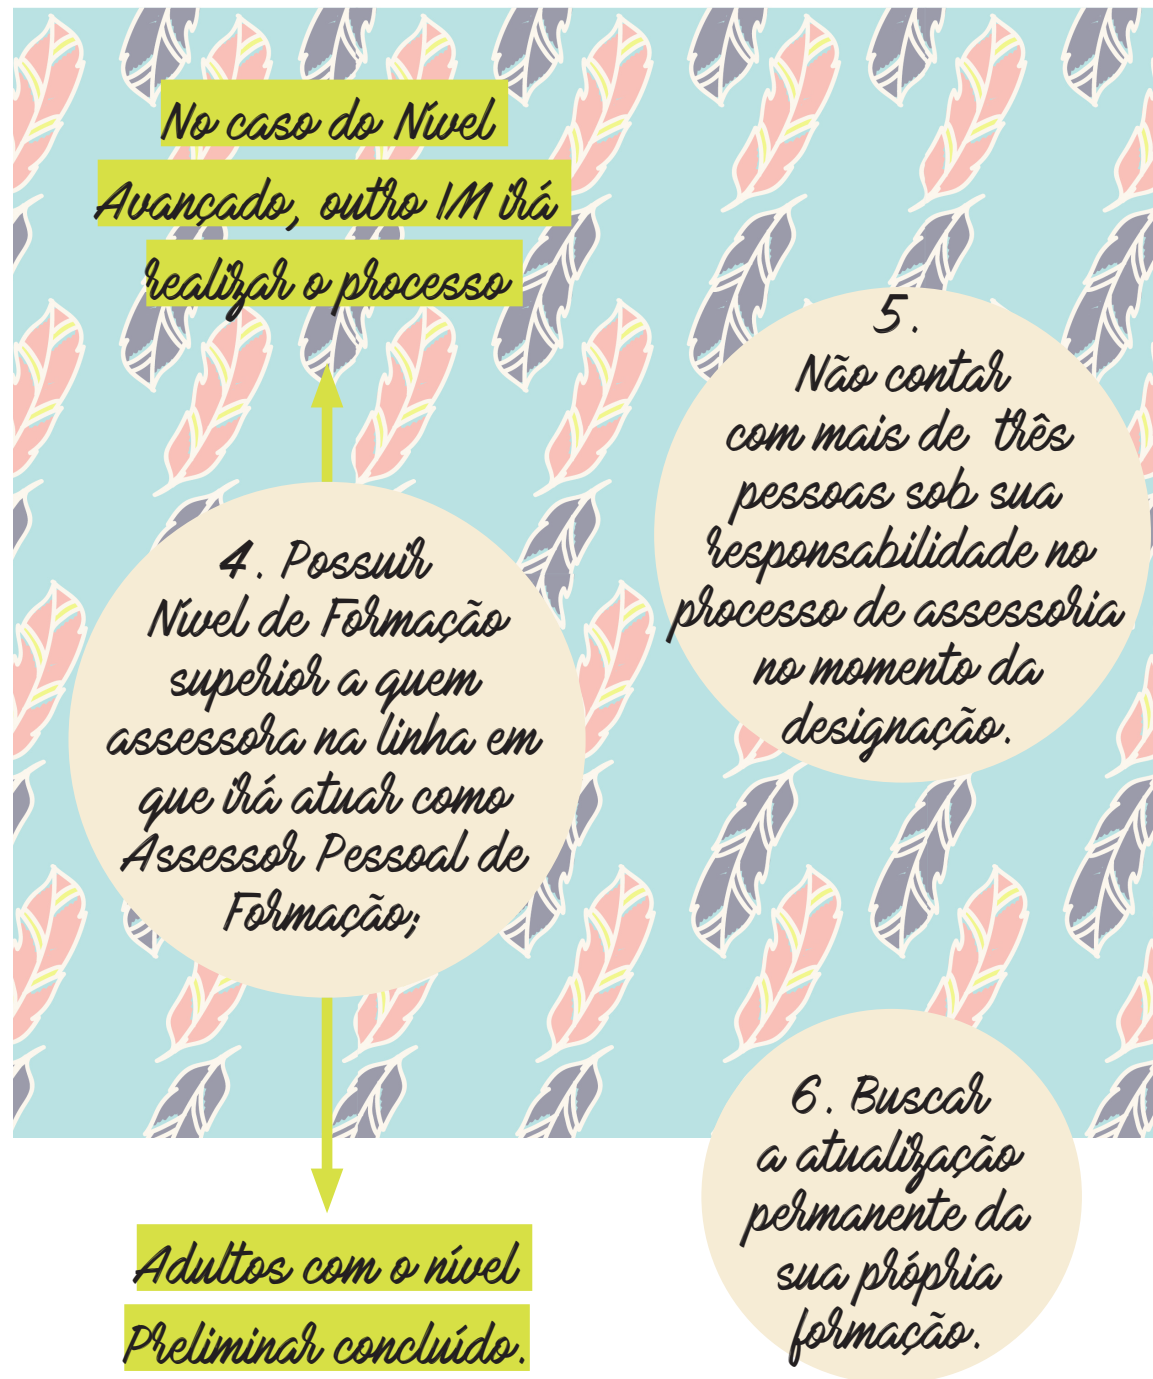 No caso do Nível
Avançado, outro IM irá
realizar o processo
4. Possuir
Nível de Formação
superior a quem
assessora na linha em
que irá atuar como
Assessor Pessoal de
Formação;
Adultos com o nível
Preliminar concluído.
5.
Não contar
com mais de três
pessoas sob sua
responsabilidade no
processo de assessoria
no momento da
designação.
6. Buscar
a atualização
permanente da
sua própria
formação.